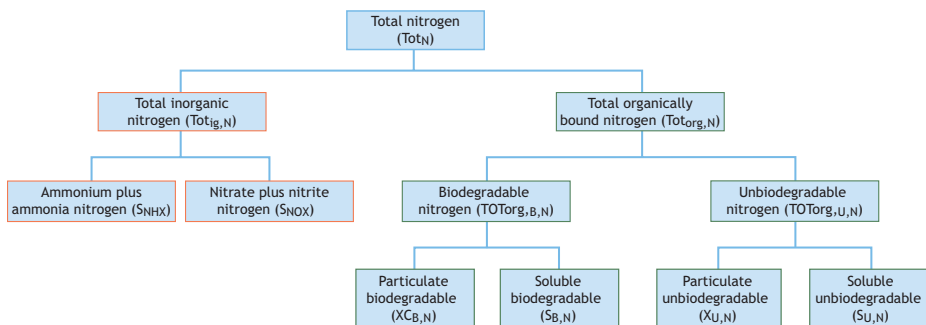 Total nitrogen
(TotN)
Total inorganic
nitrogen (Totig,N)
Total organically
bound nitrogen (Totorg,N)
Ammonium plus
ammonia nitrogen (SNHX)
Nitrate plus nitrite
nitrogen (SNOX)
Biodegradable
nitrogen (TOTorg,B,N)
Unbiodegradable
nitrogen (TOTorg,U,N)
Particulate
biodegradable
(XCB,N)
Soluble
biodegradable
(SB,N)
Particulate
unbiodegradable
(XU,N)
Soluble
unbiodegradable
(SU,N)